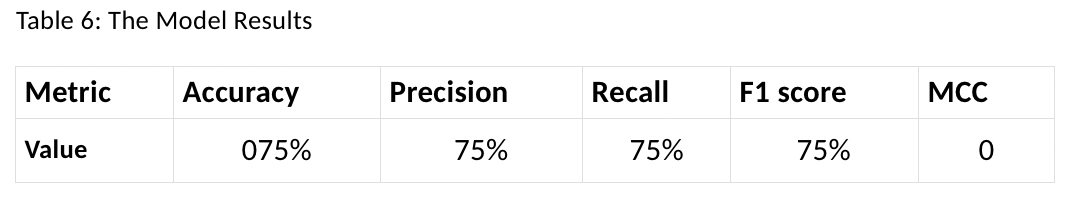 Table 6: The Model Results
Metric Accuracy Precision Recall F1 score MCC
Value 075% 75% 75% 75% 0